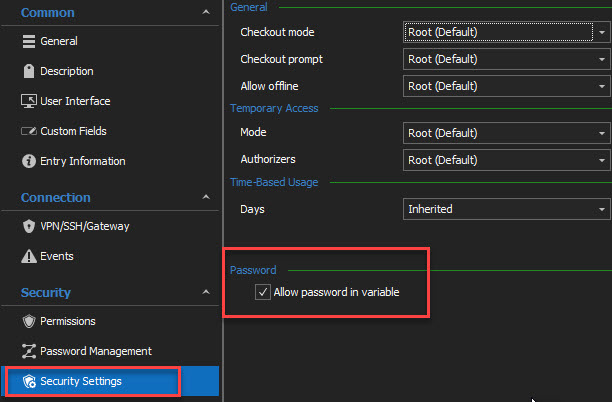 Common
General
Description
User Interface
Custom Fields
Entry Information
Connection
VPN/SSH/Gateway
Events
Security
Permissions
Password Management
Security Settings
General
Checkout mode Root (Default)
Checkout prompt Root (Default)
Allow offline Root (Default)
Temporary Access
Mode Root (Default)
Authorizers Root (Default)
Time-Based Usage
Days Inherited
Password
Allow password in variable